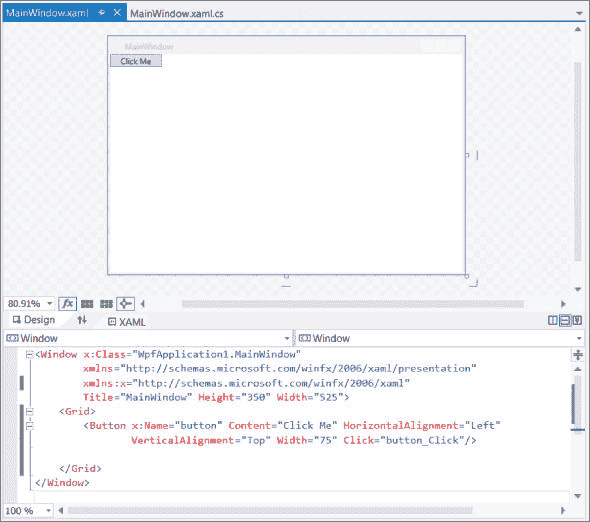 MainWindow.xaml
MainWindow.xaml.cs
MainWindow
Click Me
80.91%
fx
Design
XAML
Window
Window
<Window x:Class="WpfApplication1.MainWindow"
xmlns="http://schemas.microsoft.com/winfx/2006/xaml/presentation"
xmlns:x="http://schemas.microsoft.com/winfx/2006/xaml"
Title="MainWindow" Height="350" Width="525">
<Grid>
<Button x:Name="button" Content="Click Me" HorizontalAlignment="Left"
VerticalAlignment="Top" Width="75" Click="button_Click"/>
</Grid>
</Window>
100 %